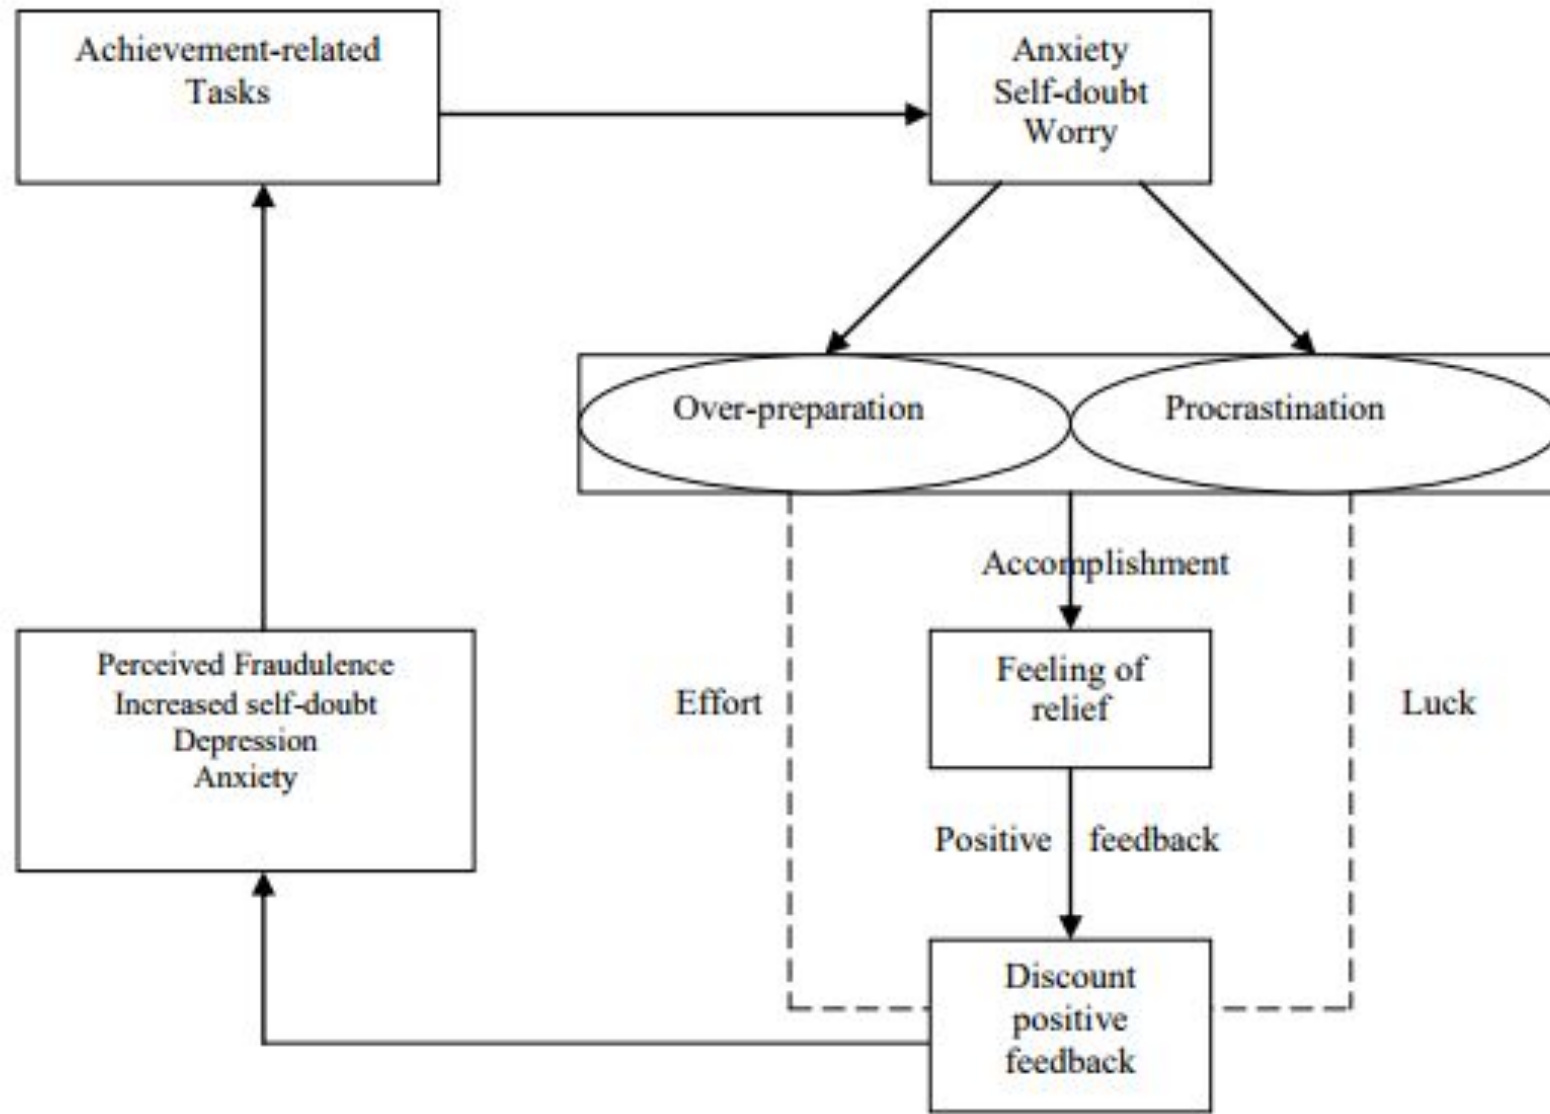 Achievement-related
Tasks
Anxiety
Self-doubt
Worry
Over-preparation
Procrastination
Accomplishment
Perceived Fraudulence
Increased self-doubt
Depression
Anxiety
Effort
Feeling of
relief
Luck
Positive feedback
Discount
positive
feedback